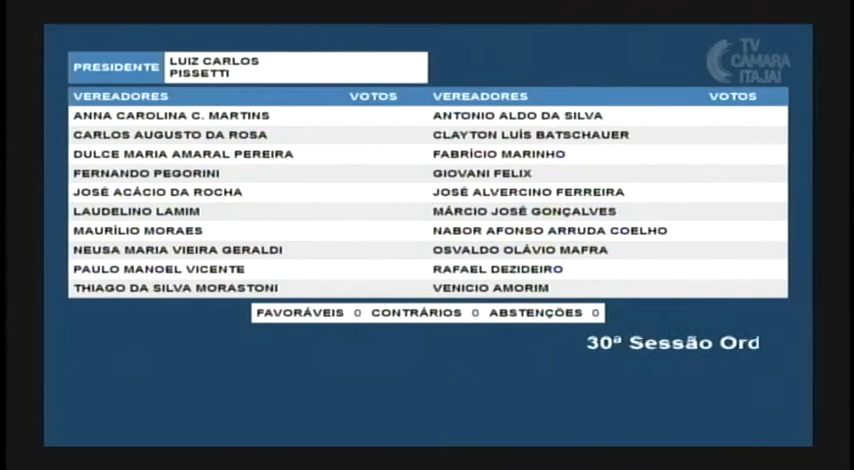 TV
CÂMARA
ITAJAÍ
PRESIDENTE LUIZ CARLOS
PISSETTI
VEREADORES VOTOS VEREADORES VOTOS
ANNA CAROLINA C. MARTINS ANTONIO ALDO DA SILVA
CARLOS AUGUSTO DA ROSA CLAYTON LUÍS BATSCHAUER
DULCE MARIA AMARAL PEREIRA FABRÍCIO MARINHO
FERNANDO PEGORINI GIOVANI FELIX
JOSÉ ACÁCIO DA ROCHA JOSÉ ALVERCINO FERREIRA
LAUDELINO LAMIM MÁRCIO JOSÉ GONÇALVES
MAURÍLIO MORAES NABOR AFONSO ARRUDA COELHO
NEUSA MARIA VIEIRA GERALDI OSVALDO OLÁVIO MAFRA
PAULO MANOEL VICENTE RAFAEL DEZIDEIRO
THIAGO DA SILVA MORASTONI VENICIO AMORIM
FAVORÁVEIS 0 CONTRÁRIOS 0 ABSTENÇÕES 0
30ª Sessão Ord